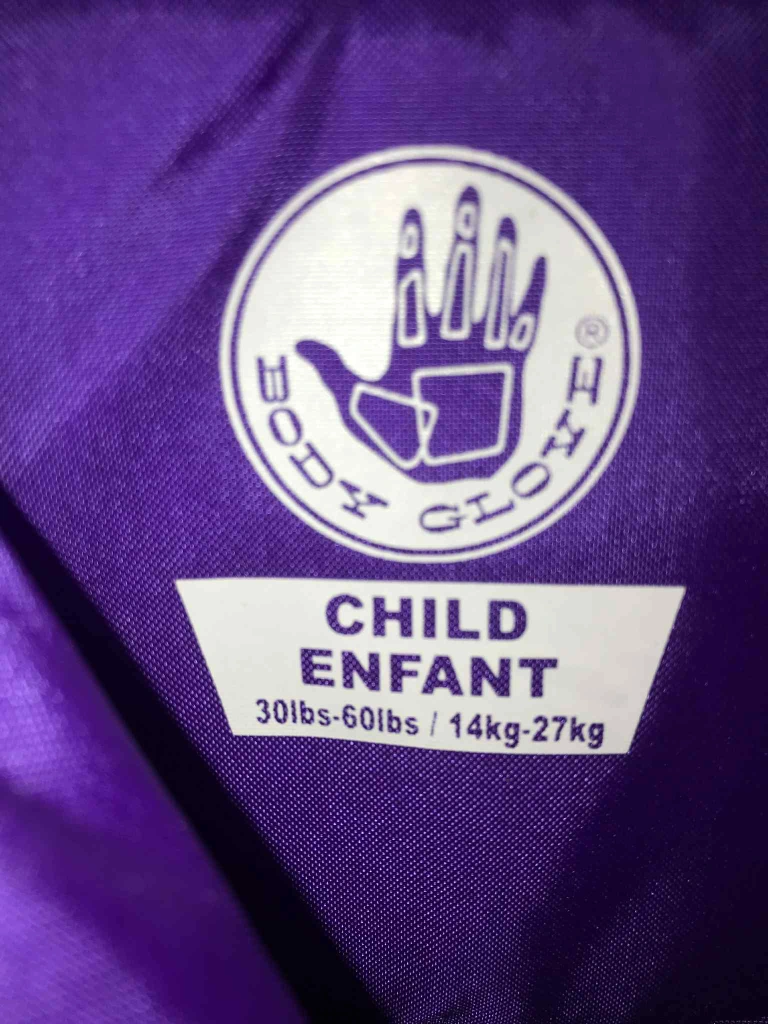 BODY GLOVE®
CHILD
ENFANT
30lbs-60lbs / 14kg-27kg